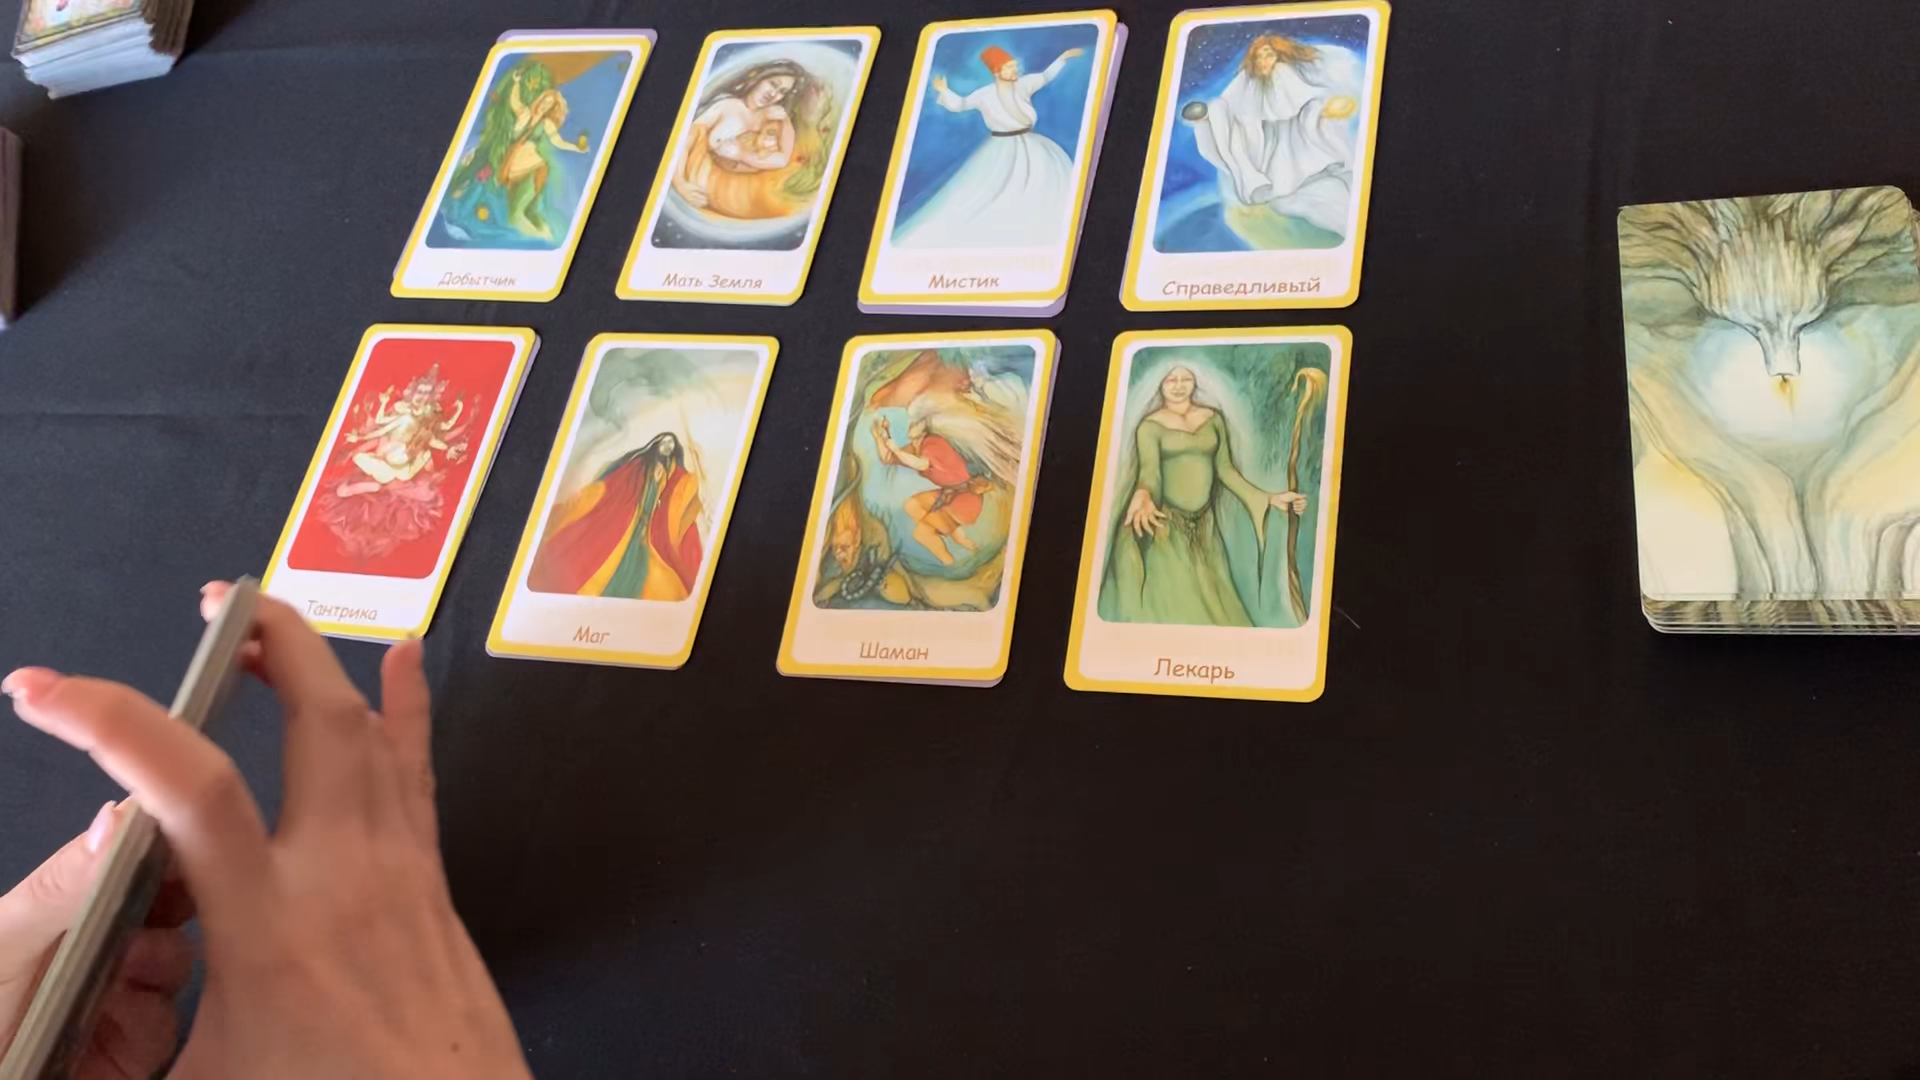 Добытчик
Мать Земля
Мистик
Справедливый
Тантрика
Маг
Шаман
Лекарь